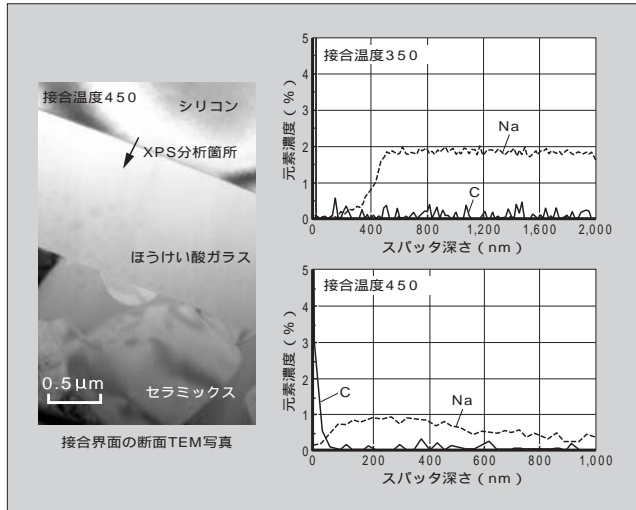 接合温度450
シリコン
XPS分析箇所
ほうけい酸ガラス
0.5μm
セラミックス
接合界面の断面TEM写真
接合温度350
元素濃度(%)
5
4
3
2
1
0
Na
C
0 400 800 1,200 1,600 2,000
スパッタ深さ(nm)
接合温度450
元素濃度(%)
5
4
3
2
1
0
C
Na
0 200 400 600 800 1,000
スパッタ深さ(nm)